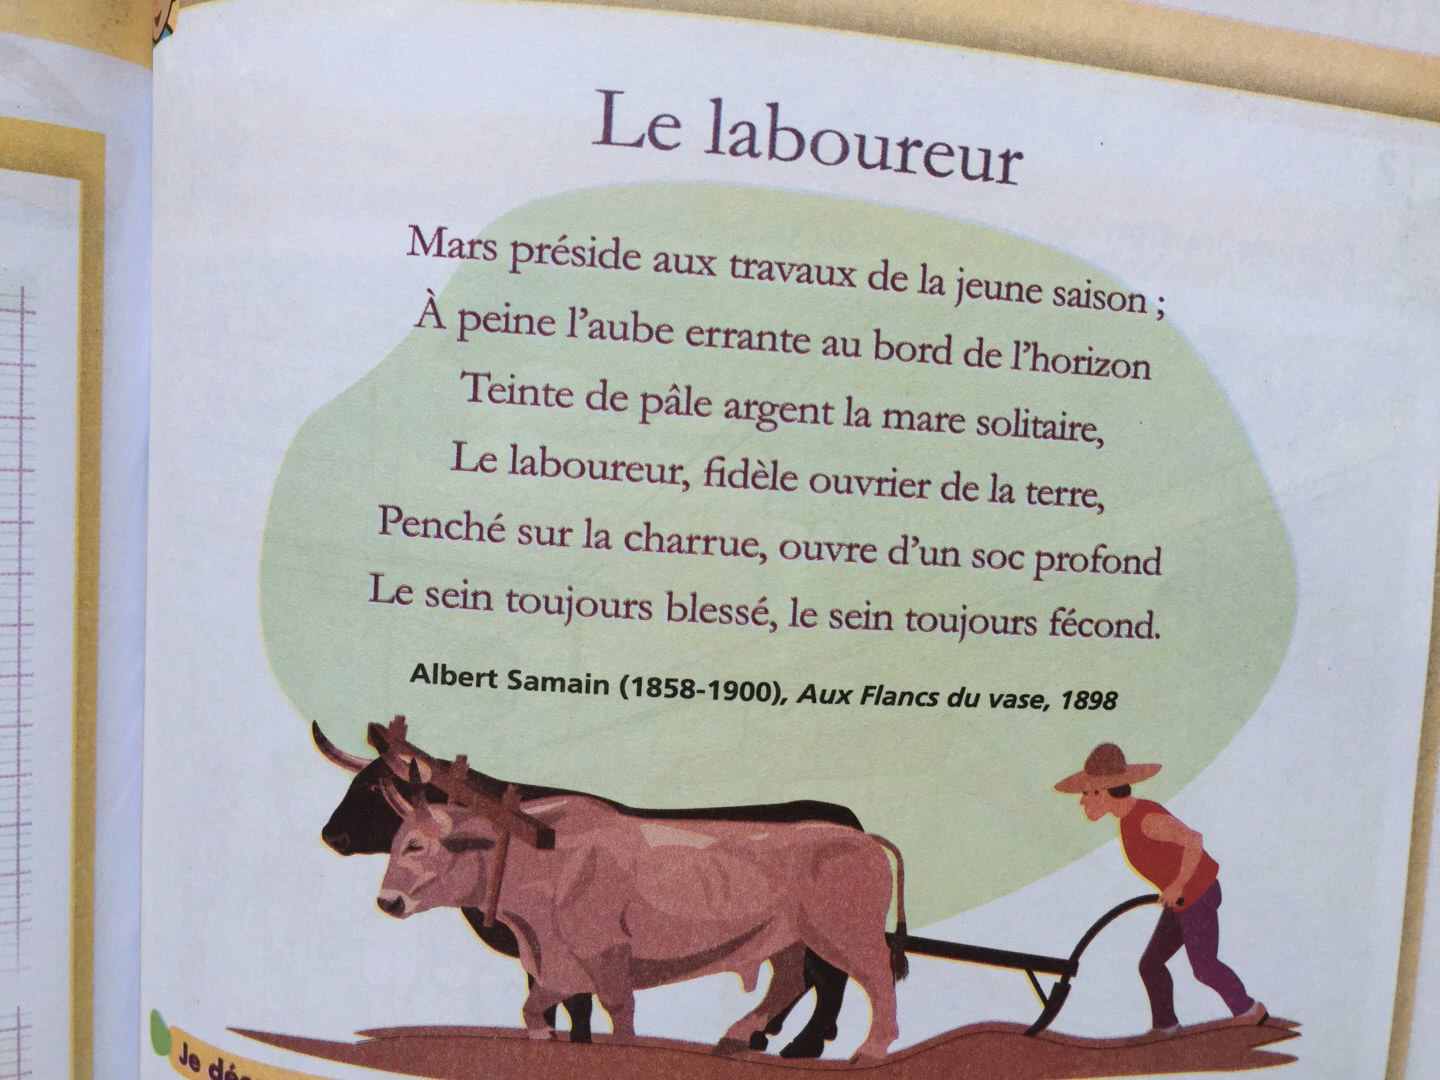 Le laboureur
Mars préside aux travaux de la jeune saison ;
À peine l'aube errante au bord de l'horizon
Teinte de pâle argent la mare solitaire,
Le laboureur, fidèle ouvrier de la terre,
Penché sur la charrue, ouvre d'un soc profond
Le sein toujours blessé, le sein toujours fécond.
Albert Samain (1858-1900), Aux Flancs du vase, 1898
Je